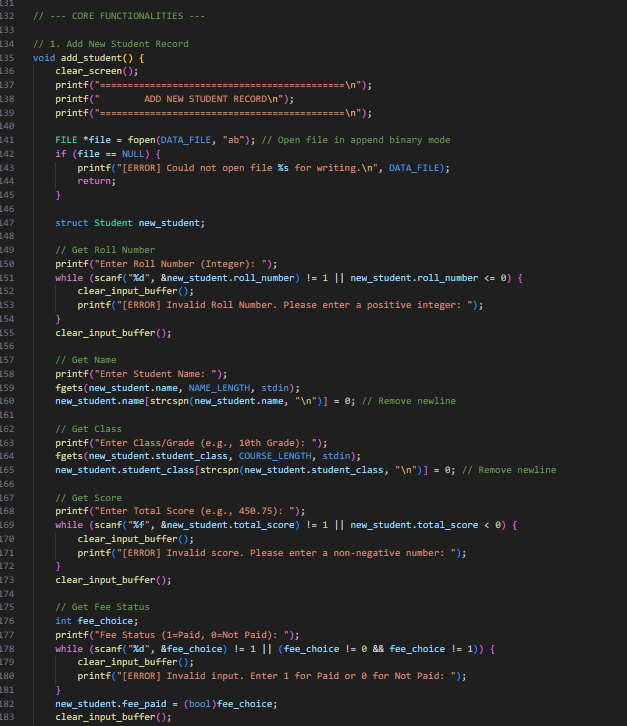 131
132 // --- CORE FUNCTIONALITIES ---
133
134 // 1. Add New Student Record
135 void add_student() {
136     clear_screen();
137     printf("===========================================\n");
138     printf("        ADD NEW STUDENT RECORD\n");
139     printf("===========================================\n");
140
141     FILE *file = fopen(DATA_FILE, "ab"); // Open file in append binary mode
142     if (file == NULL) {
143         printf("[ERROR] Could not open file %s for writing.\n", DATA_FILE);
144         return;
145     }
146
147     struct Student new_student;
148
149     // Get Roll Number
150     printf("Enter Roll Number (Integer): ");
151     while (scanf("%d", &new_student.roll_number) != 1 || new_student.roll_number <= 0) {
152         clear_input_buffer();
153         printf("[ERROR] Invalid Roll Number. Please enter a positive integer: ");
154     }
155     clear_input_buffer();
156
157     // Get Name
158     printf("Enter Student Name: ");
159     fgets(new_student.name, NAME_LENGTH, stdin);
160     new_student.name[strcspn(new_student.name, "\n")] = 0; // Remove newline
161
162     // Get Class
163     printf("Enter Class/Grade (e.g., 10th Grade): ");
164     fgets(new_student.student_class, COURSE_LENGTH, stdin);
165     new_student.student_class[strcspn(new_student.student_class, "\n")] = 0; // Remove newline
166
167     // Get Score
168     printf("Enter Total Score (e.g., 450.75): ");
169     while (scanf("%f", &new_student.total_score) != 1 || new_student.total_score < 0) {
170         clear_input_buffer();
171         printf("[ERROR] Invalid score. Please enter a non-negative number: ");
172     }
173     clear_input_buffer();
174
175     // Get Fee Status
176     int fee_choice;
177     printf("Fee Status (1=Paid, 0=Not Paid): ");
178     while (scanf("%d", &fee_choice) != 1 || (fee_choice != 0 && fee_choice != 1)) {
179         clear_input_buffer();
180         printf("[ERROR] Invalid input. Enter 1 for Paid or 0 for Not Paid: ");
181     }
182     new_student.fee_paid = (bool)fee_choice;
183     clear_input_buffer();